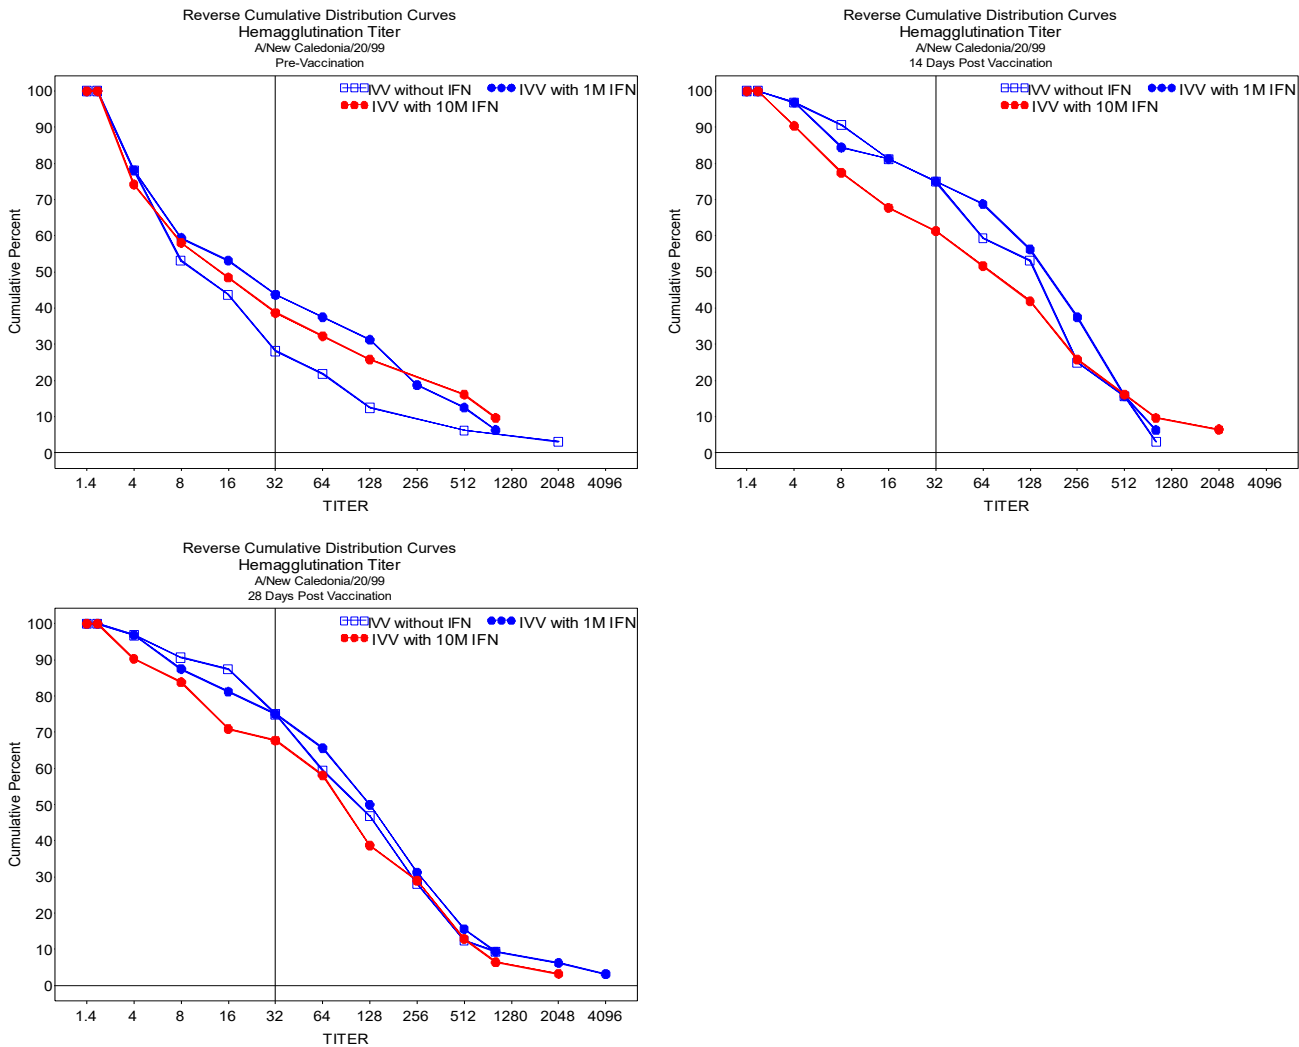 Reverse Cumulative Distribution Curves
Hemagglutination Titer
A/New Caledonia/20/99
Pre-Vaccination
IVV without IFN
IVV with 1M IFN
IVV with 10M IFN
Cumulative Percent
100
90
80
70
60
50
40
30
20
10
0
1.4 4 8 16 32 64 128 256 512 1280 2048 4096
TITER
Reverse Cumulative Distribution Curves
Hemagglutination Titer
A/New Caledonia/20/99
14 Days Post Vaccination
IVV without IFN
IVV with 1M IFN
IVV with 10M IFN
Cumulative Percent
100
90
80
70
60
50
40
30
20
10
0
1.4 4 8 16 32 64 128 256 512 1280 2048 4096
TITER
Reverse Cumulative Distribution Curves
Hemagglutination Titer
A/New Caledonia/20/99
28 Days Post Vaccination
IVV without IFN
IVV with 1M IFN
IVV with 10M IFN
Cumulative Percent
100
90
80
70
60
50
40
30
20
10
0
1.4 4 8 16 32 64 128 256 512 1280 2048 4096
TITER